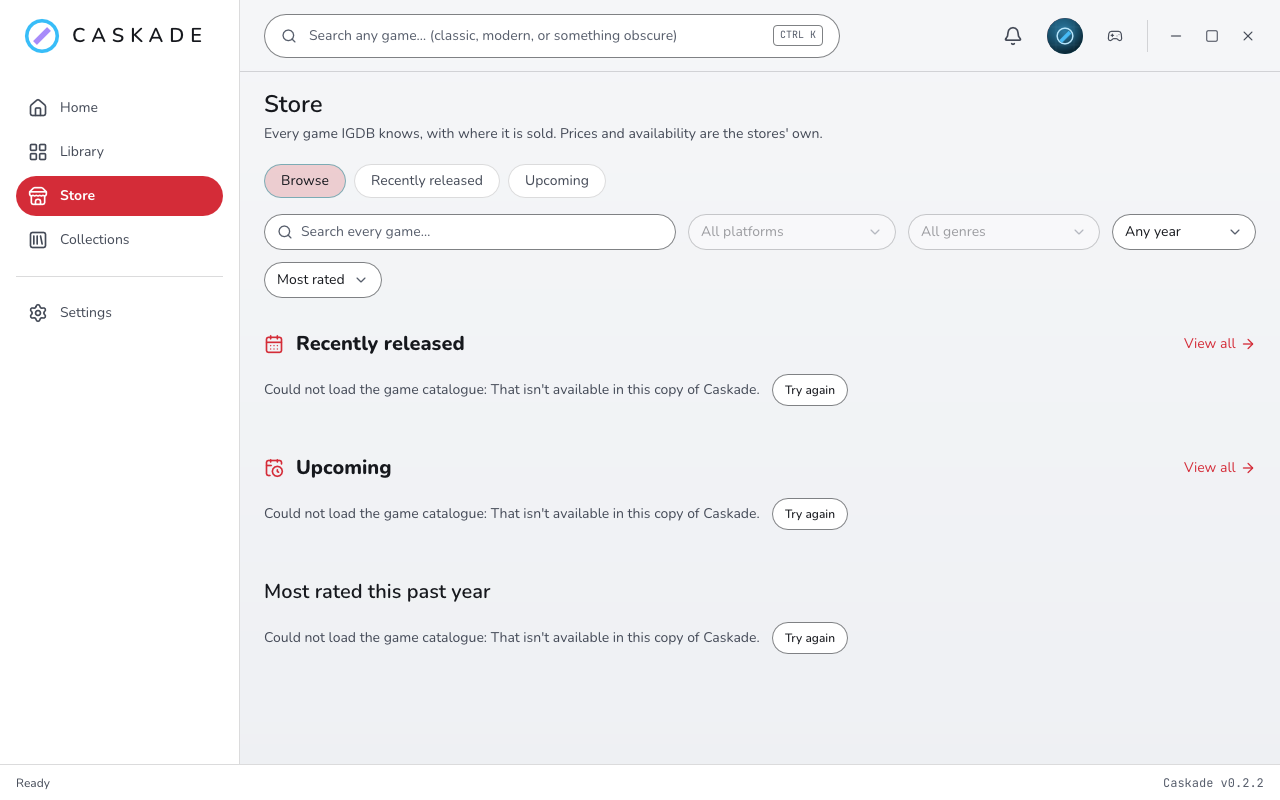 CASKADE
Search any game... (classic, modern, or something obscure)
CTRL K
Home
Library
Store
Collections
Settings
Store
Every game IGDB knows, with where it is sold. Prices and availability are the stores' own.
Browse
Recently released
Upcoming
Search every game...
All platforms
All genres
Any year
Most rated
Recently released
View all
Could not load the game catalogue: That isn't available in this copy of Caskade.
Try again
Upcoming
View all
Could not load the game catalogue: That isn't available in this copy of Caskade.
Try again
Most rated this past year
Could not load the game catalogue: That isn't available in this copy of Caskade.
Try again
Ready
Caskade v0.2.2